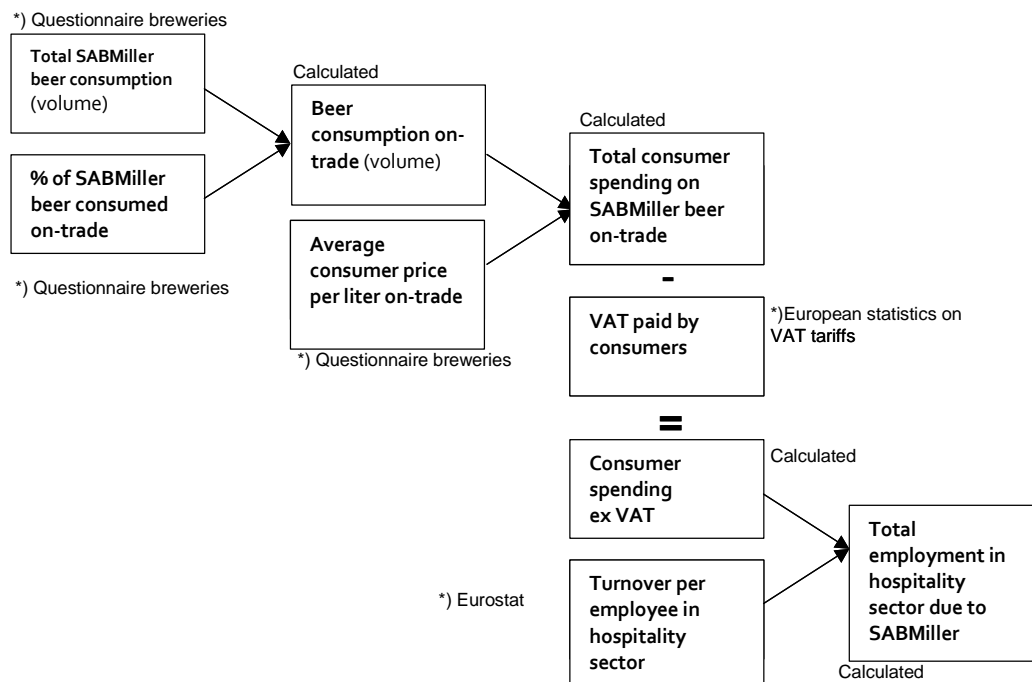 *) Questionnaire breweries
Total SABMiller
beer consumption
(volume)
% of SABMiller
beer consumed
on-trade
*) Questionnaire breweries
Calculated
Beer
consumption on-
trade (volume)
Average
consumer price
per liter on-trade
*) Questionnaire breweries
Calculated
Total consumer
spending on
SABMiller beer
on-trade
-
VAT paid by
consumers
*)European statistics on
VAT tariffs
=
Consumer
spending
ex VAT
Calculated
*) Eurostat
Turnover per
employee in
hospitality
sector
Total
employment in
hospitality
sector due to
SABMiller
Calculated